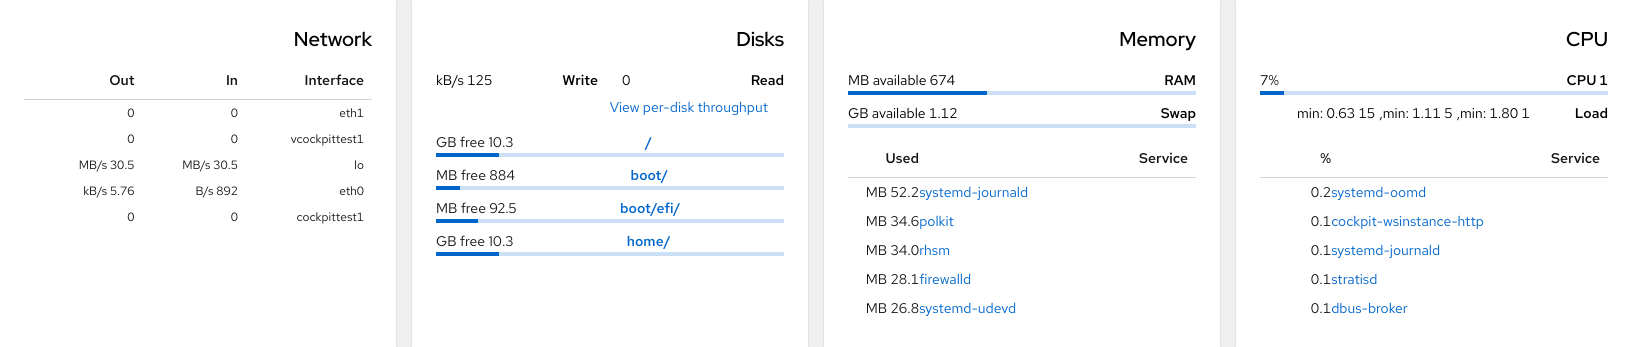 Network
Out In Interface
0 0 eth1
0 0 vcockpittest1
MB/s 30.5 MB/s 30.5 lo
kB/s 5.76 B/s 892 eth0
0 0 cockpittest1
Disks
kB/s 125 Write 0 Read
View per-disk throughput
GB free 10.3 /
MB free 884 boot/
MB free 92.5 boot/efi/
GB free 10.3 home/
Memory
MB available 674 RAM
GB available 1.12 Swap
Used Service
MB 52.2 systemd-journald
MB 34.6 polkit
MB 34.0 rhsm
MB 28.1 firewalld
MB 26.8 systemd-udevd
CPU
7% CPU 1
min: 0.63 15 ,min: 1.11 5 ,min: 1.80 1 Load
% Service
0.2 systemd-oomd
0.1 cockpit-wsinstance-http
0.1 systemd-journald
0.1 stratisd
0.1 dbus-broker